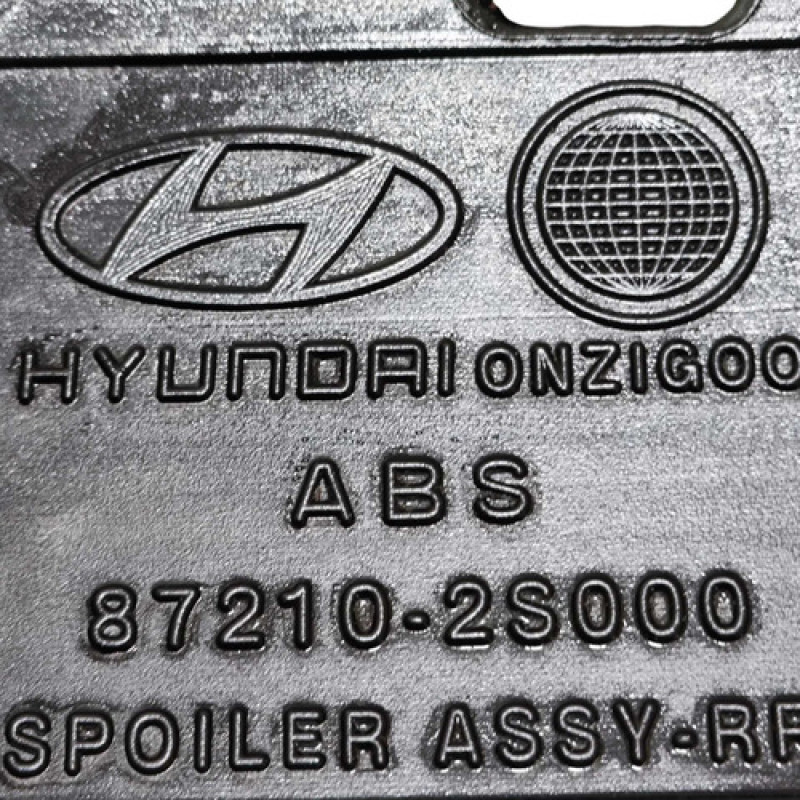 HYUNDAI ONZIGOO
ABS
87210-2S000
SPOILER ASSY-RR